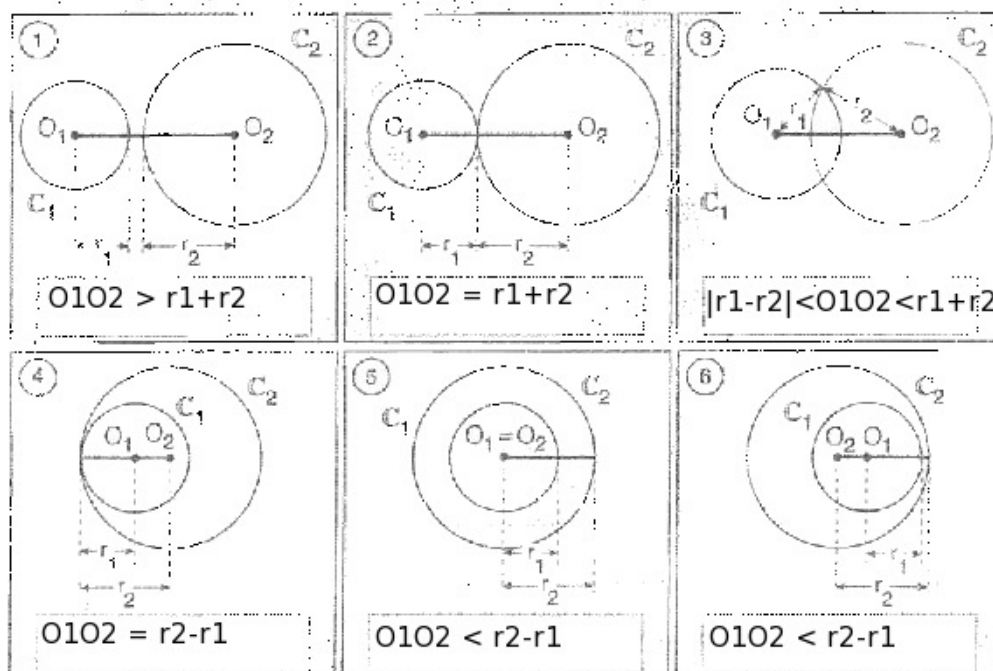 1
C₂
O₁ O₂
C₁
r₁ r₂
O1O2 > r1+r2
2
C₂
O₁ O₂
C₁
r₁ r₂
O1O2 = r1+r2
3
C₂
r₁ r₂
O₁ O₂
C₁
|r1-r2|<O1O2<r1+r2
4
C₂
C₁
O₁ O₂
r₁
r₂
O1O2 = r2-r1
5
C₂
C₁
O₁=O₂
r₁
r₂
O1O2 < r2-r1
6
C₂
C₁
O₂ O₁
r₁
r₂
O1O2 < r2-r1